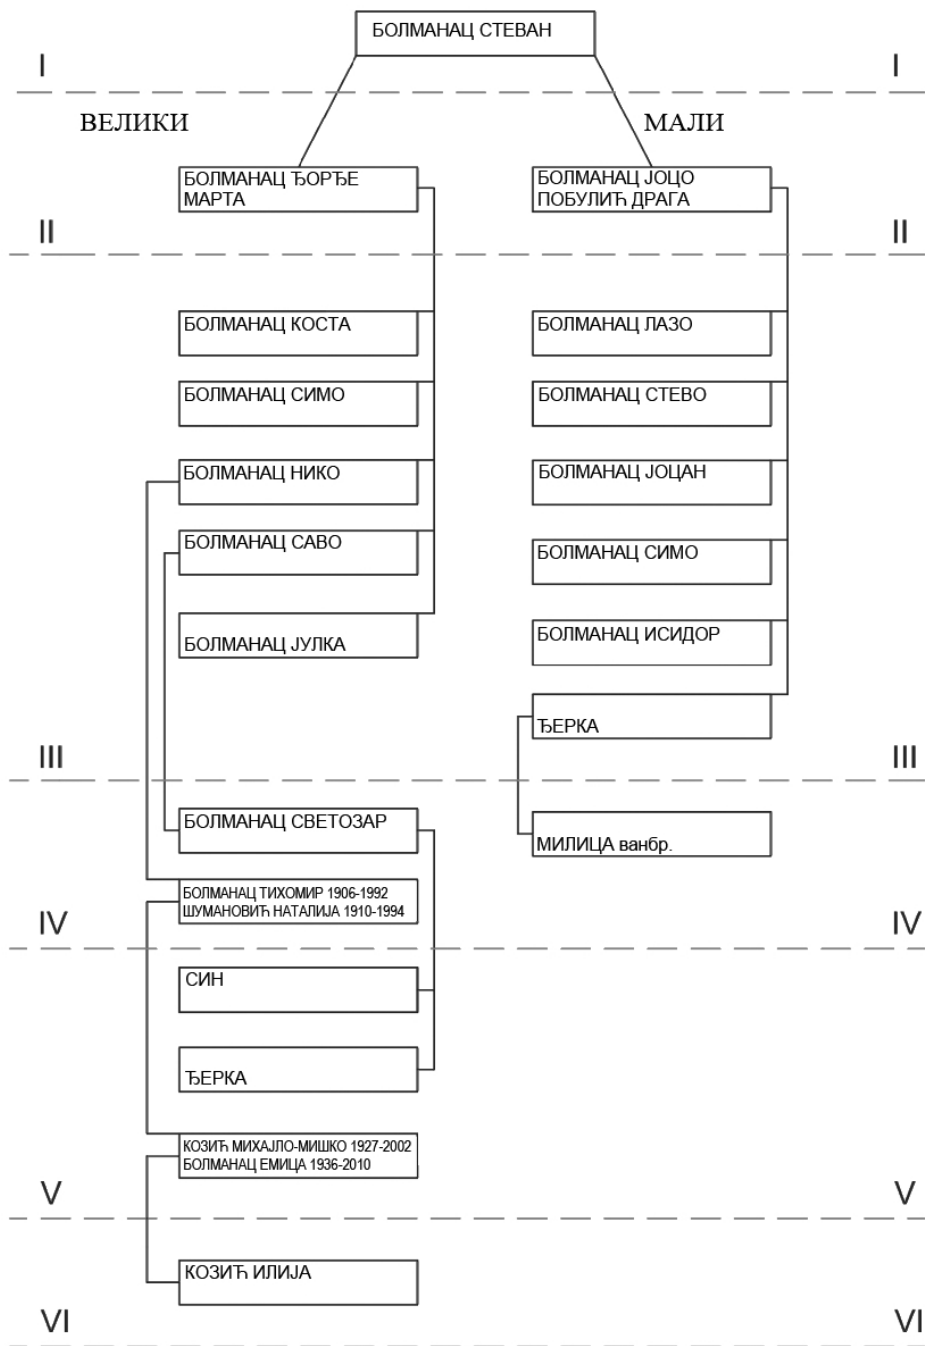 БОЛМАНАЦ СТЕВАН
I
I
ВЕЛИКИ
МАЛИ
БОЛМАНАЦ ЂОРЂЕ
МАРТА
БОЛМАНАЦ ЈОЦО
ПОБУЛИЋ ДРАГА
II
II
БОЛМАНАЦ КОСТА
БОЛМАНАЦ ЛАЗО
БОЛМАНАЦ СИМО
БОЛМАНАЦ СТЕВО
БОЛМАНАЦ НИКО
БОЛМАНАЦ ЈОЦАН
БОЛМАНАЦ САВО
БОЛМАНАЦ СИМО
БОЛМАНАЦ ЈУЛКА
БОЛМАНАЦ ИСИДОР
ЂЕРКА
III
III
БОЛМАНАЦ СВЕТОЗАР
МИЛИЦА ванбр.
БОЛМАНАЦ ТИХОМИР 1906-1992
ШУМАНОВИЋ НАТАЛИЈА 1910-1994
IV
IV
СИН
ЂЕРКА
КОЗИЋ МИХАЈЛО-МИШКО 1927-2002
БОЛМАНАЦ ЕМИЦА 1936-2010
V
V
КОЗИЋ ИЛИЈА
VI
VI